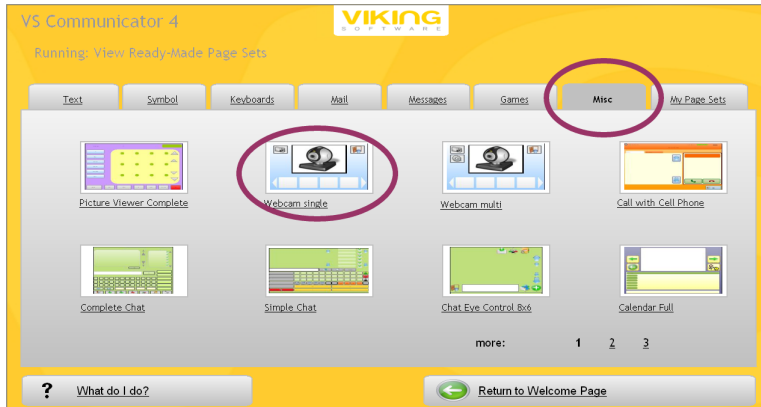 VS Communicator 4
VIKING
SOFTWARE
Running: View Ready-Made Page Sets
Text Symbol Keyboards Mail Messages Games Misc My Page Sets
Picture Viewer Complete Webcam single Webcam multi Call with Cell Phone
Complete Chat Simple Chat Chat Eye Control 8x6 Calendar Full
more: 1 2 3
? What do I do? Return to Welcome Page